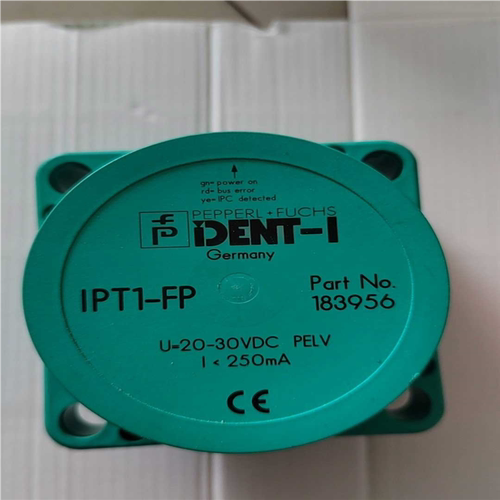 gn=power on
rd=bus error
ye=IPC detected
PEPPERL+FUCHS
IDENT-I
Germany
IPT1-FP
Part No.
183956
U=20-30VDC PELV
I < 250mA
CE